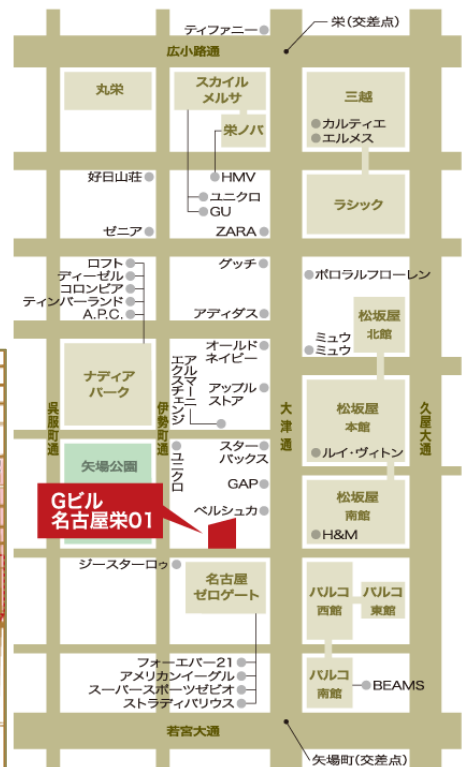 ティファニー
栄(交差点)
広小路通
丸栄
スカイル
メルサ
栄ノバ
三越
カルティエ
エルメス
好日山荘
HMV
ユニクロ
GU
ラシック
ゼニア
ZARA
ロフト
ディーゼル
コロンビア
ティンバーランド
A.P.C.
グッチ
ポロラルフローレン
アディダス
松坂屋
北館
ミュウ
ミュウ
オールド
ネイビー
アルマーニ
エクスチェンジ
アップル
ストア
ナディア
パーク
呉服町通
伊勢町通
大津通
久屋大通
松坂屋
本館
ルイ・ヴィトン
矢場公園
ユニクロ
スター
バックス
GAP
ベルシュカ
Gビル
名古屋栄01
松坂屋
南館
H&M
ジースターロゥ
名古屋
ゼロゲート
パルコ
西館
パルコ
東館
フォーエバー21
アメリカンイーグル
スーパースポーツゼビオ
ストラディバリウス
パルコ
南館
BEAMS
若宮大通
矢場町(交差点)